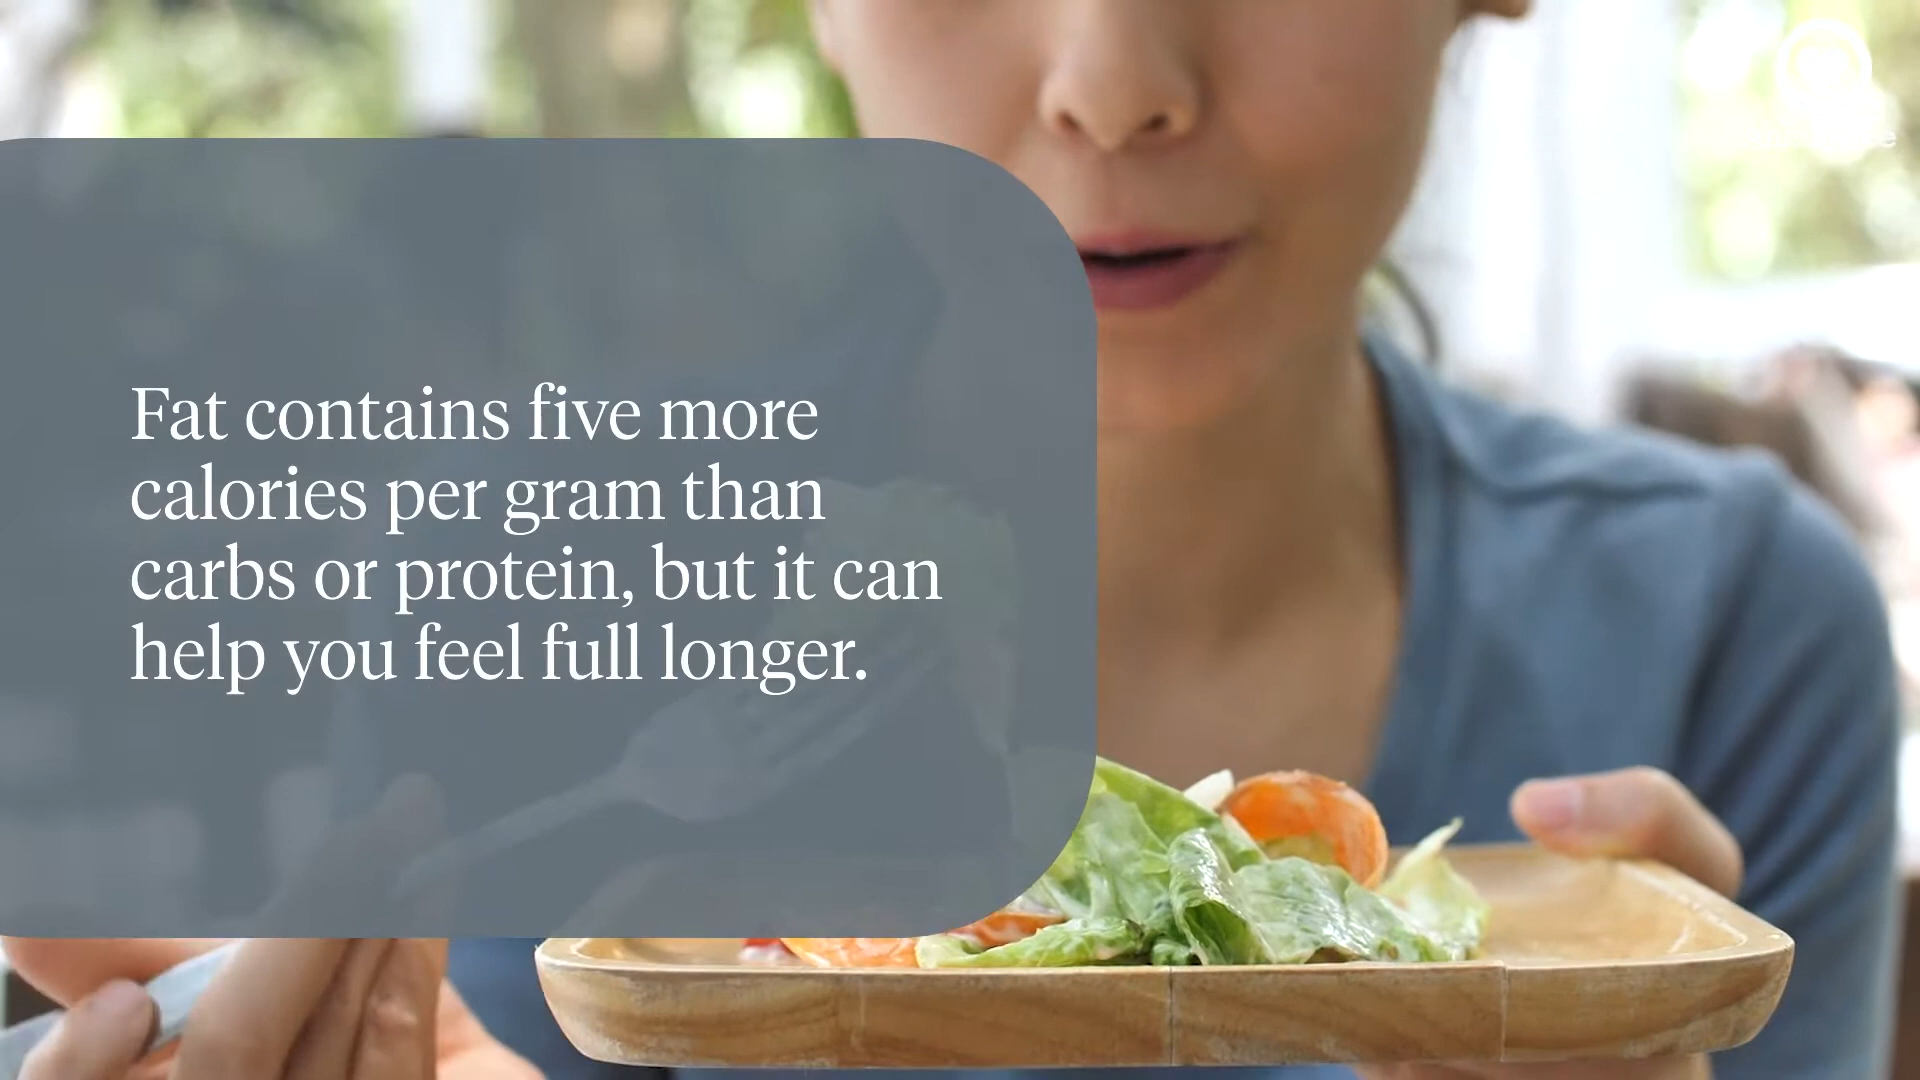 Fat contains five more
calories per gram than
carbs or protein, but it can
help you feel full longer.